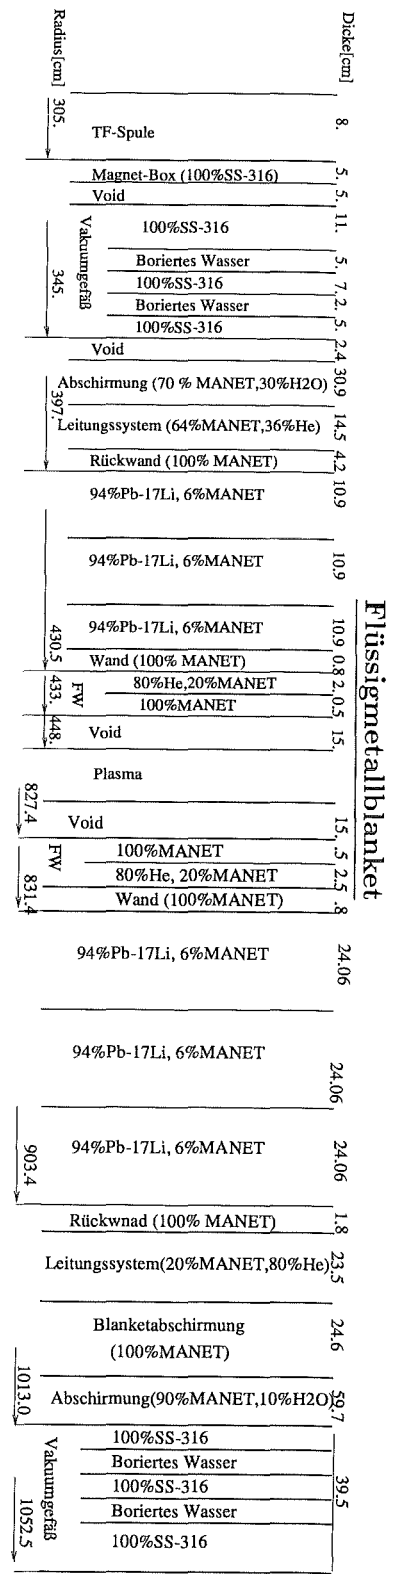 Flüssigmetallblanket
Dicke[cm]
Radius[cm]
305.
TF-Spule
8.
Magnet-Box (100%SS-316)
5.
Void
5.
Vakuumgefäß
345.
100%SS-316
11.
Boriertes Wasser
5.
100%SS-316
7.
Boriertes Wasser
2.
100%SS-316
5.
Void
2.4
Abschirmung (70 % MANET,30%H2O)
30.9
397.
Leitungssystem (64%MANET,36%He)
14.5
Rückwand (100% MANET)
4.2
94%Pb-17Li, 6%MANET
10.9
94%Pb-17Li, 6%MANET
10.9
94%Pb-17Li, 6%MANET
10.9
430.5
Wand (100% MANET)
0.8
433.
FW
80%He,20%MANET
2.
100%MANET
0.5
448.
Void
15.
Plasma
827.4
Void
15.
FW
100%MANET
.5
80%He, 20%MANET
2.5
831.4
Wand (100%MANET)
.8
94%Pb-17Li, 6%MANET
24.06
94%Pb-17Li, 6%MANET
24.06
94%Pb-17Li, 6%MANET
24.06
903.4
Rückwnad (100% MANET)
1.8
Leitungssystem(20%MANET,80%He)
23.5
Blanketabschirmung
(100%MANET)
24.6
1013.0
Abschirmung(90%MANET,10%H2O)
59.7
Vakuumgefäß
1052.5
100%SS-316
Boriertes Wasser
100%SS-316
Boriertes Wasser
100%SS-316
39.5